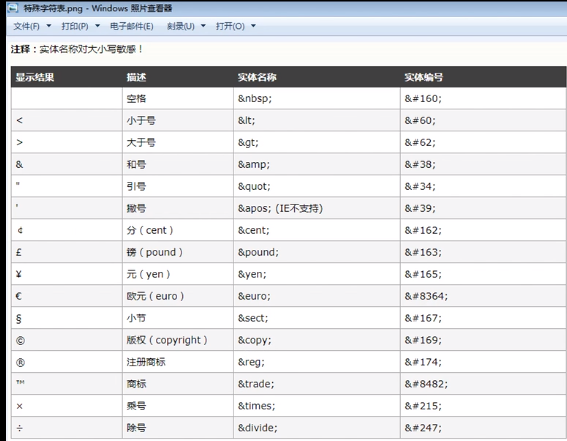 特殊字符表.png - Windows 照片查看器
文件(F) 打印(P) 电子邮件(E) 刻录(U) 打开(O)
注释：实体名称对大小写敏感！
显示结果 描述 实体名称 实体编号
空格 &nbsp; &#160;
< 小于号 &lt; &#60;
> 大于号 &gt; &#62;
& 和号 &amp; &#38;
" 引号 &quot; &#34;
' 撇号 &apos; (IE不支持) &#39;
¢ 分（cent） &cent; &#162;
£ 镑（pound） &pound; &#163;
¥ 元（yen） &yen; &#165;
€ 欧元（euro） &euro; &#8364;
§ 小节 &sect; &#167;
© 版权（copyright） &copy; &#169;
® 注册商标 &reg; &#174;
™ 商标 &trade; &#8482;
× 乘号 &times; &#215;
÷ 除号 &divide; &#247;